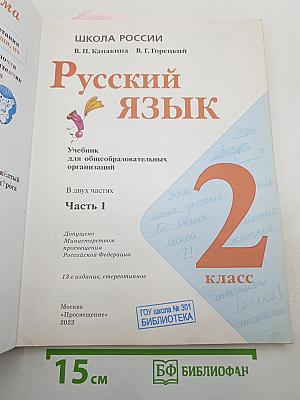 ШКОЛА РОССИИ
В. П. Канакина В. Г. Горецкий
Русский
ЯЗЫК
Учебник
для общеобразовательных
организаций
В двух частях
Часть 1
2
класс
Допущено
Министерством
просвещения
Российской Федерации
13-е издание, стереотипное
Москва
«Просвещение»
2022
ГОУ школа № 301
БИБЛИОТЕКА
15 см
БФ БИБЛИОФАН